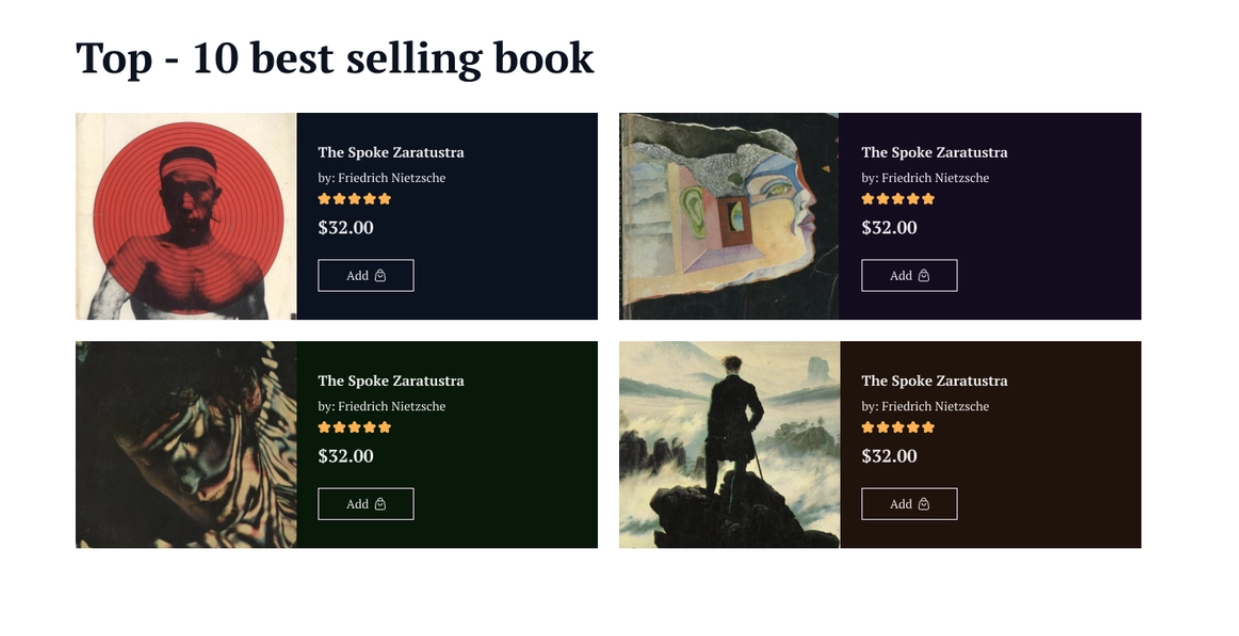 Top - 10 best selling book
The Spoke Zaratustra
by: Friedrich Nietzsche
$32.00
Add
The Spoke Zaratustra
by: Friedrich Nietzsche
$32.00
Add
The Spoke Zaratustra
by: Friedrich Nietzsche
$32.00
Add
The Spoke Zaratustra
by: Friedrich Nietzsche
$32.00
Add